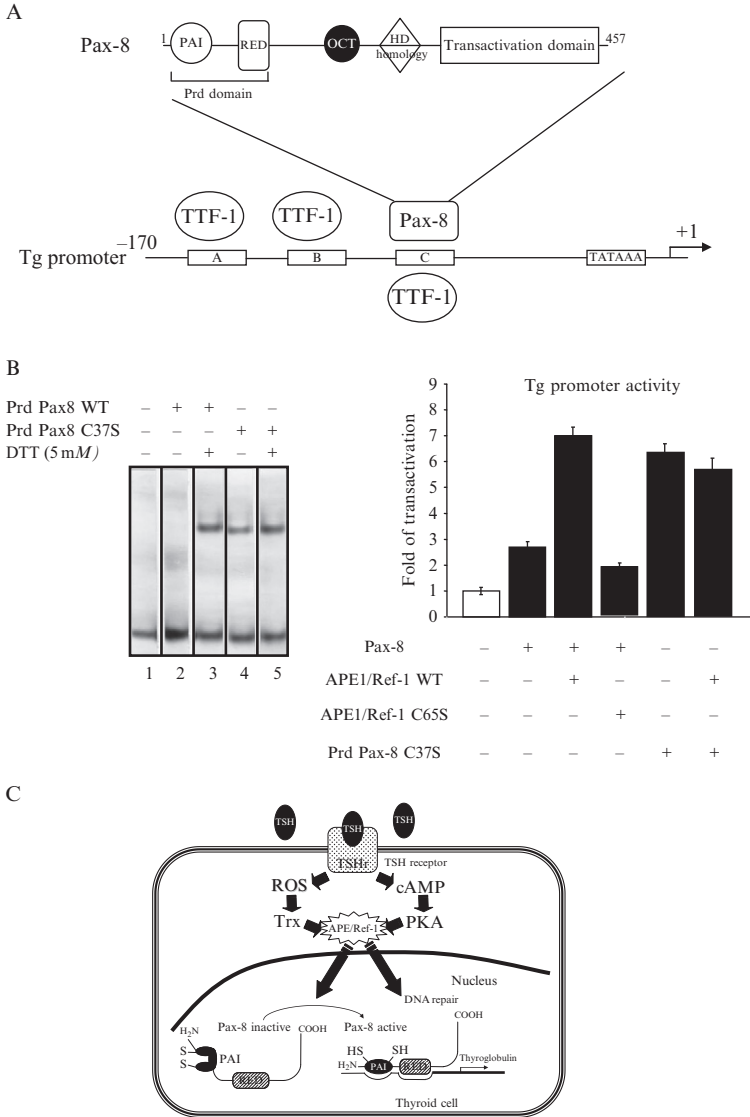 A
Pax-8
1 PAI RED OCT HD homology Transactivation domain 457
Prd domain
TTF-1 TTF-1 Pax-8
Tg promoter –170 A B C TATAAA +1
TTF-1
B
Prd Pax8 WT – + + – –
Prd Pax8 C37S – – – + +
DTT (5 mM) – – + – +
1 2 3 4 5
Tg promoter activity
Fold of transactivation
9
8
7
6
5
4
3
2
1
0
Pax-8 – + + + – –
APE1/Ref-1 WT – – + – – +
APE1/Ref-1 C65S – – – + – –
Prd Pax-8 C37S – – – – + +
C
TSH TSH TSH
TSHr TSH receptor
ROS cAMP
Trx APE/Ref-1 PKA
Nucleus
DNA repair
Pax-8 inactive Pax-8 active
H2N S S PAI RED COOH
HS SH H2N PAI RED COOH
Thyroglobulin
Thyroid cell